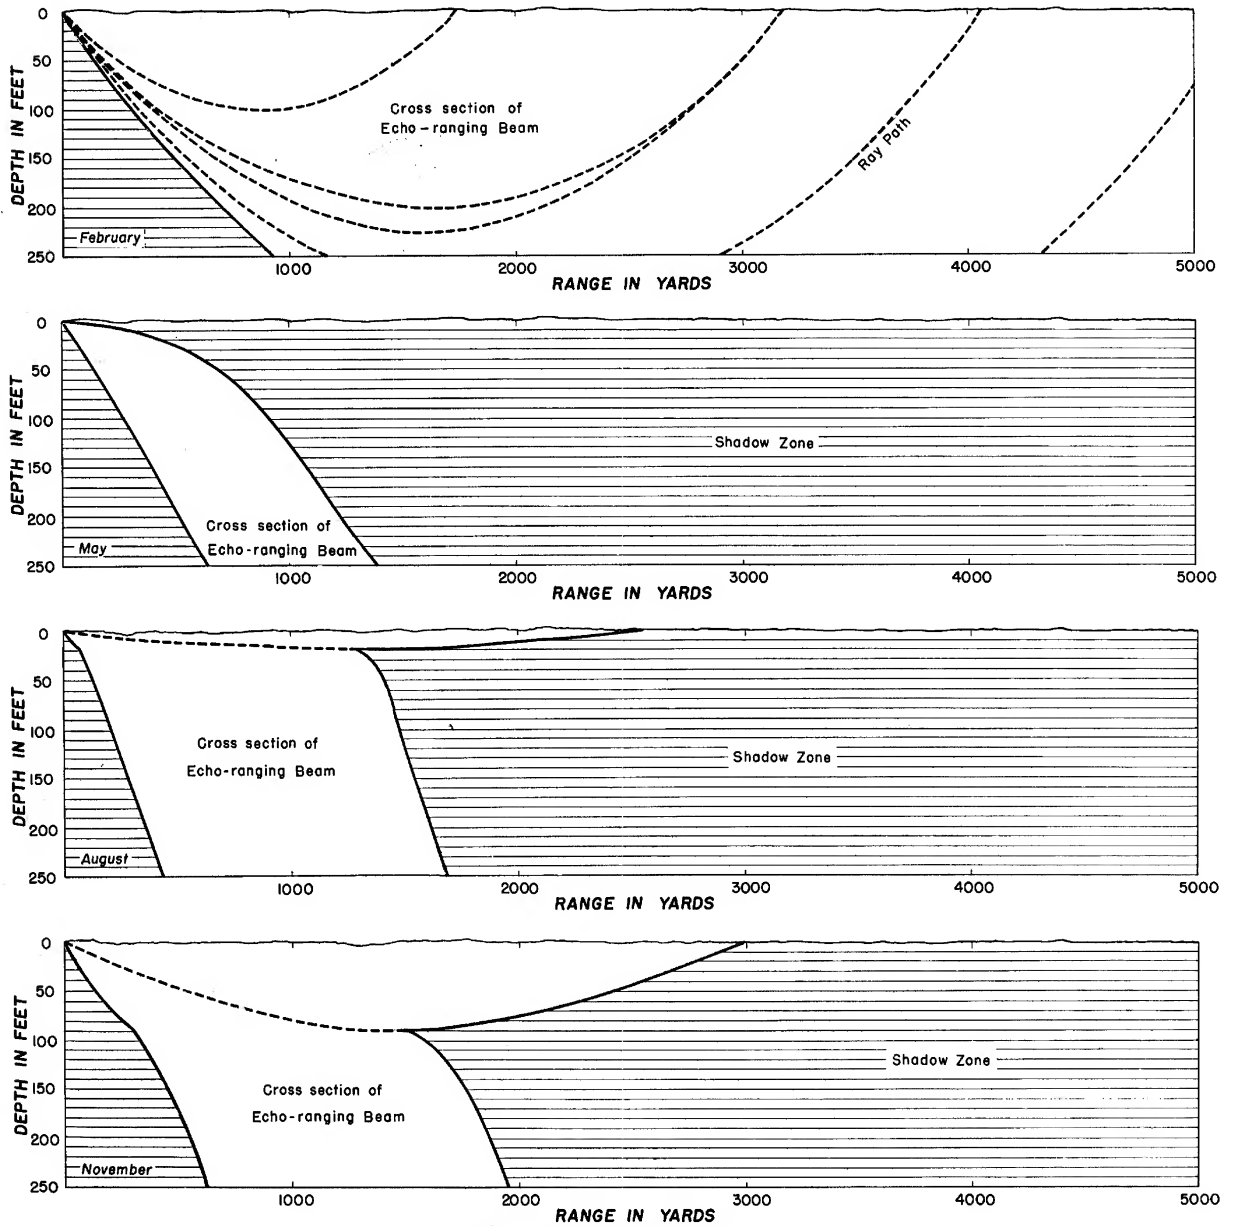 DEPTH IN FEET
0
50
100
150
200
250
Cross section of
Echo-ranging Beam
Ray Path
February
1000
2000
3000
4000
5000
RANGE IN YARDS
DEPTH IN FEET
0
50
100
150
200
250
Shadow Zone
Cross section of
Echo-ranging Beam
May
1000
2000
3000
4000
5000
RANGE IN YARDS
DEPTH IN FEET
0
50
100
150
200
250
Cross section of
Echo-ranging Beam
Shadow Zone
August
1000
2000
3000
4000
5000
RANGE IN YARDS
DEPTH IN FEET
0
50
100
150
200
250
Shadow Zone
Cross section of
Echo-ranging Beam
November
1000
2000
3000
4000
5000
RANGE IN YARDS